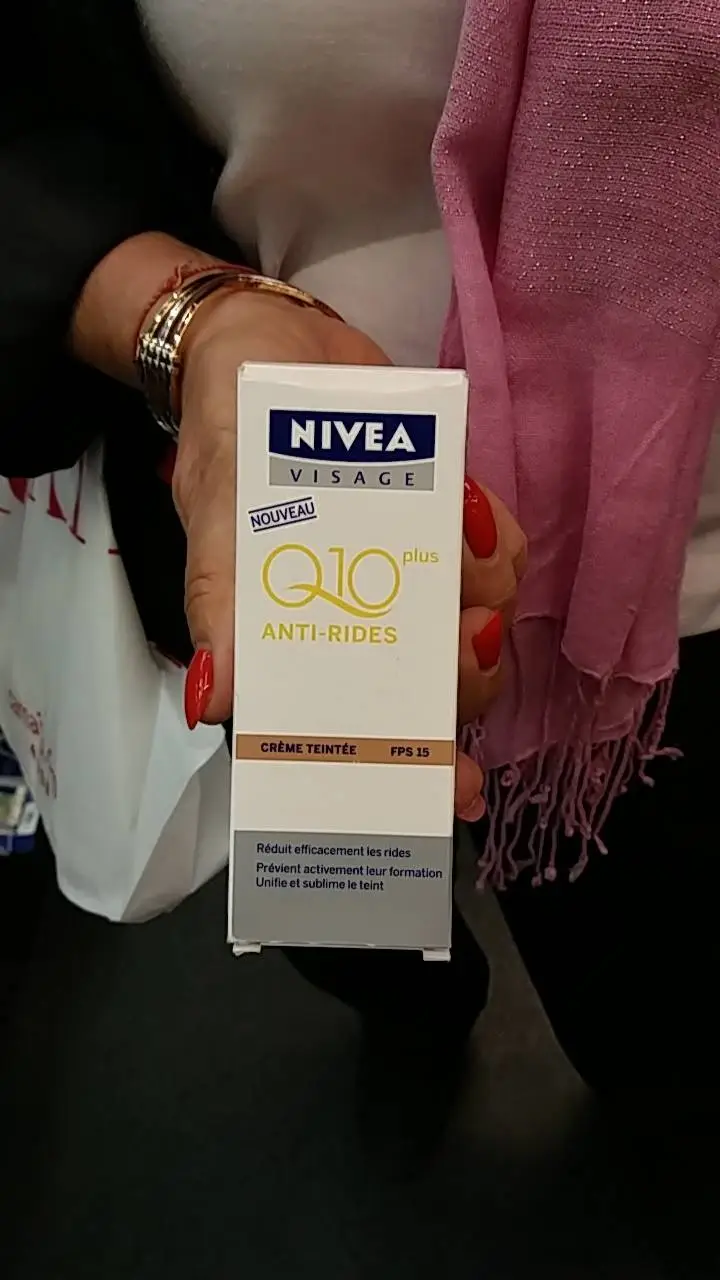 NIVEA
VISAGE
NOUVEAU
Q10 plus
ANTI-RIDES
CRÈME TEINTÉE FPS 15
Réduit efficacement les rides
Prévient activement leur formation
Unifie et sublime le teint